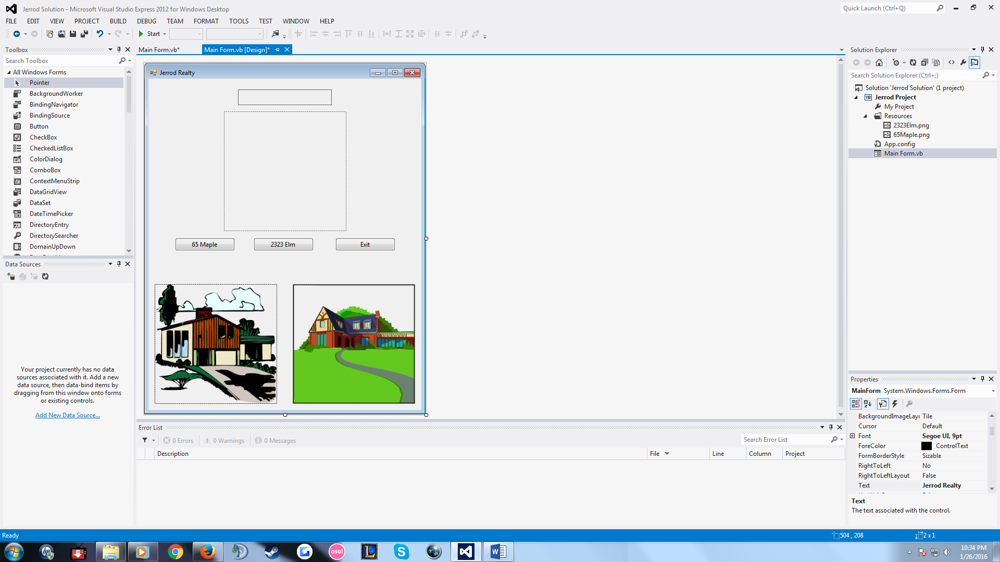 Jerrod Solution - Microsoft Visual Studio Express 2012 for Windows Desktop
Quick Launch (Ctrl+Q)
FILE EDIT VIEW PROJECT BUILD DEBUG TEAM FORMAT TOOLS TEST WINDOW HELP
Start
Toolbox
Search Toolbox
All Windows Forms
Pointer
BackgroundWorker
BindingNavigator
BindingSource
Button
CheckBox
CheckedListBox
ColorDialog
ComboBox
ContextMenuStrip
DataGridView
DataSet
DateTimePicker
DirectoryEntry
DirectorySearcher
DomainUpDown
Data Sources
Your project currently has no data
sources associated with it. Add a new
data source, then data-bind items by
dragging from this window onto forms
or existing controls.
Add New Data Source...
Main Form.vb*
Main Form.vb [Design]*
Jerrod Realty
65 Maple
2323 Elm
Exit
Error List
0 Errors
0 Warnings
0 Messages
Search Error List
Description File Line Column Project
Solution Explorer
Search Solution Explorer (Ctrl+;)
Solution 'Jerrod Solution' (1 project)
VB Jerrod Project
My Project
Resources
2323Elm.png
65Maple.png
App.config
Main Form.vb
Properties
MainForm System.Windows.Forms.Form
BackgroundImageLayo Tile
Cursor Default
Font Segoe UI, 9pt
ForeColor ControlText
FormBorderStyle Sizable
RightToLeft No
RightToLeftLayout False
Text Jerrod Realty
Text
The text associated with the control.
Ready
504 , 208
2 x 1
hp
osu!
L
S
W
10:34 PM
1/26/2016